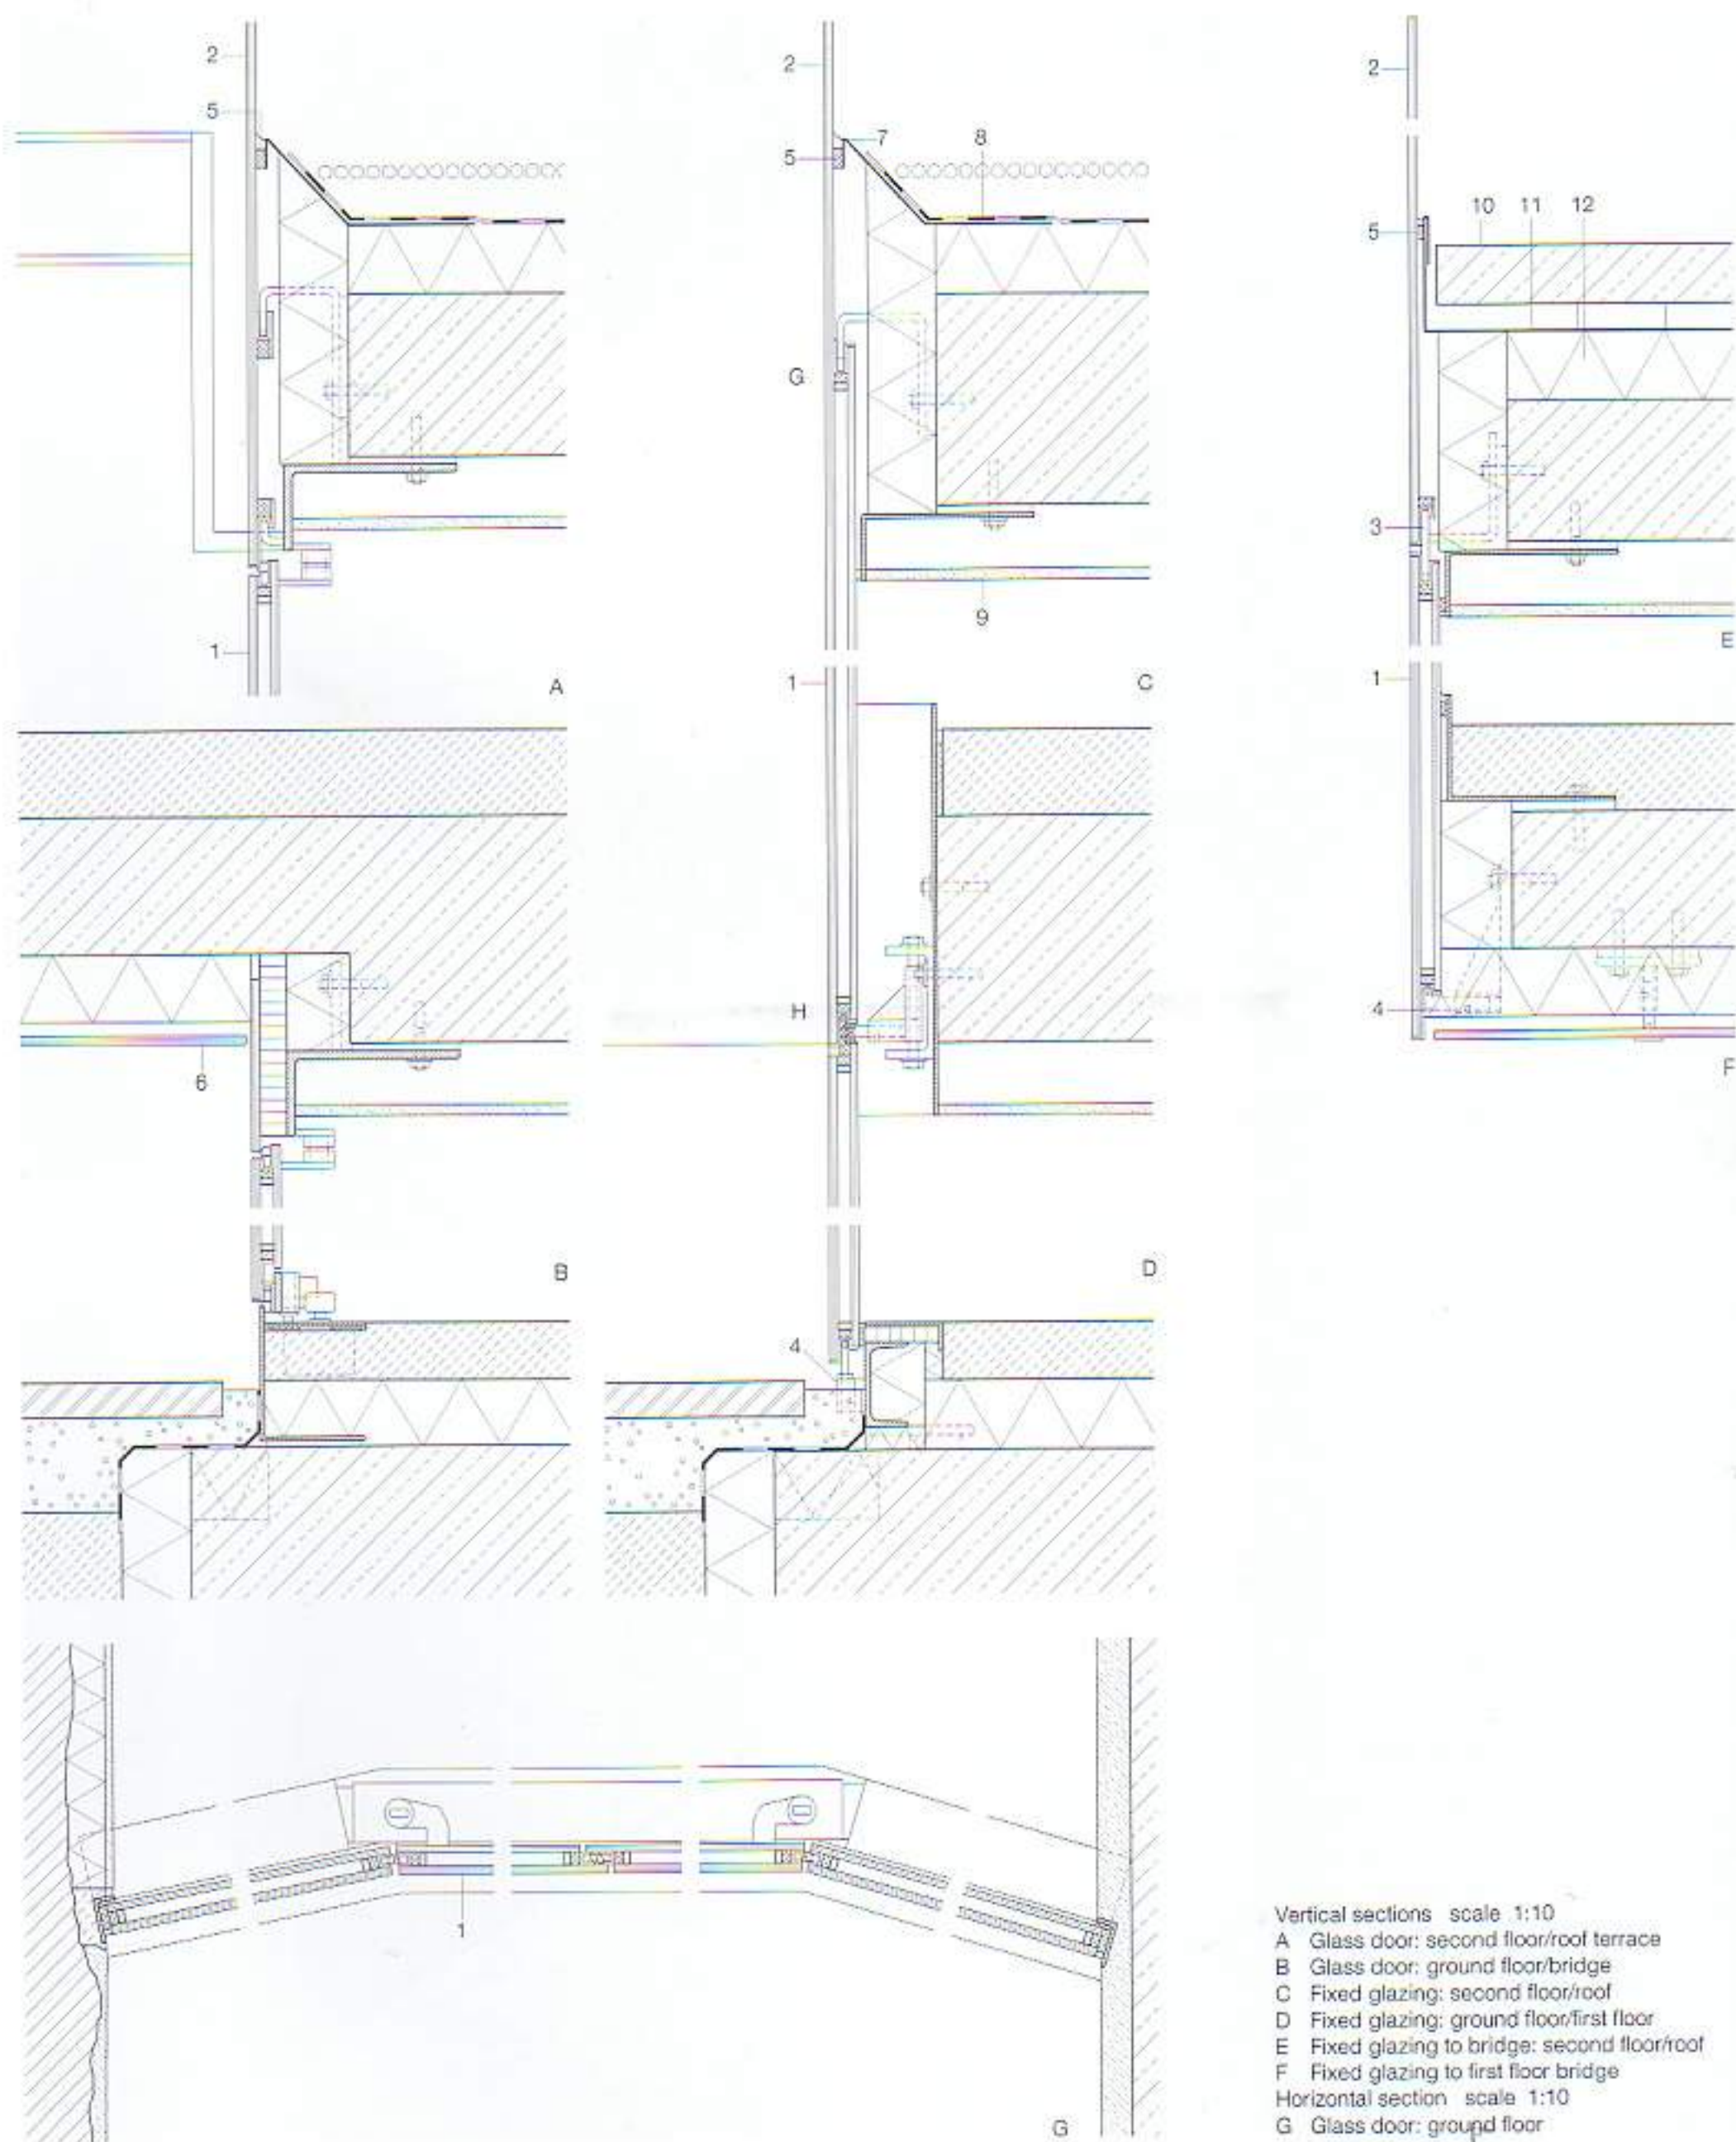 2
5
1
A
2
5
7
8
G
9
1
C
2
5
10 11 12
3
E
1
4
F
6
B
H
D
4
1
G
Vertical sections scale 1:10
A Glass door: second floor/roof terrace
B Glass door: ground floor/bridge
C Fixed glazing: second floor/roof
D Fixed glazing: ground floor/first floor
E Fixed glazing to bridge: second floor/roof
F Fixed glazing to first floor bridge
Horizontal section scale 1:10
G Glass door: ground floor